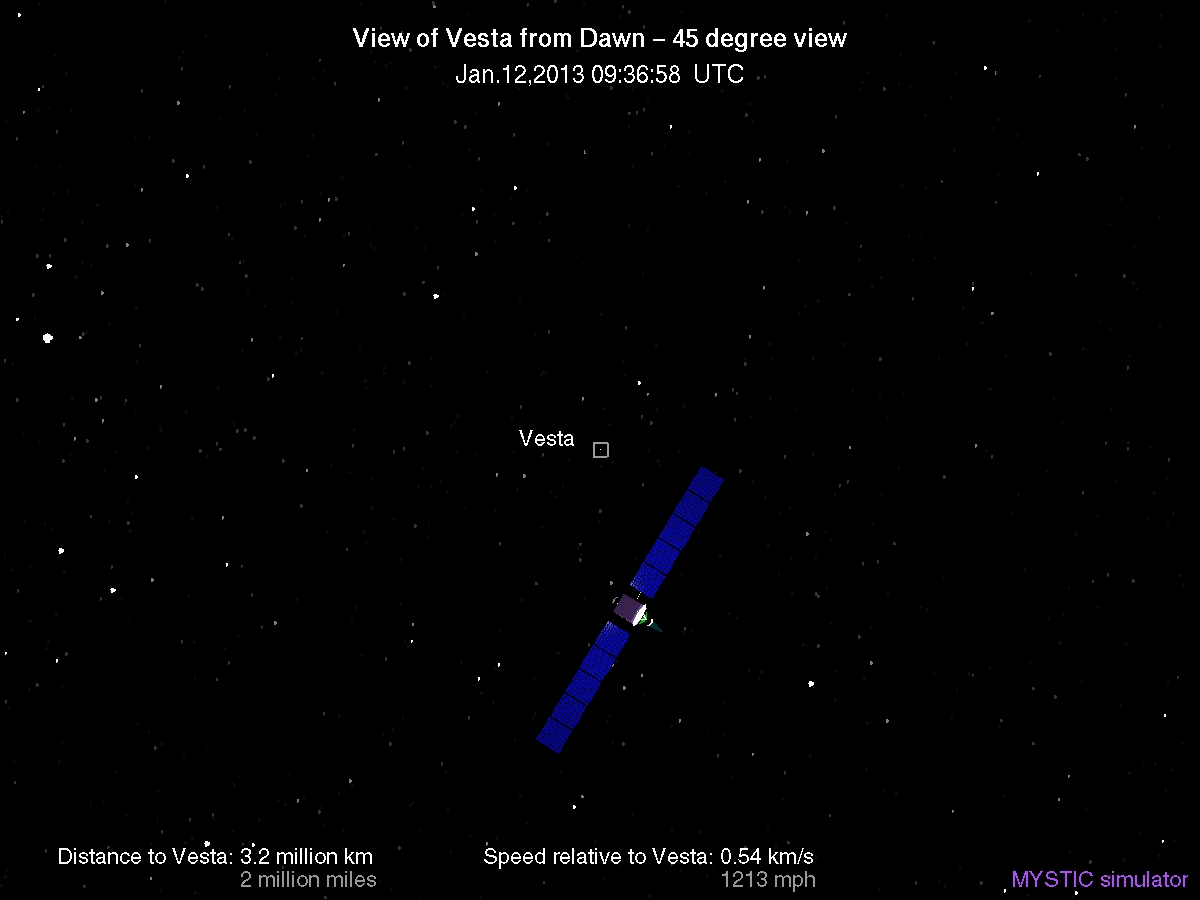 View of Vesta from Dawn – 45 degree view
Jan.12,2013 09:36:58 UTC
Vesta
Distance to Vesta: 3.2 million km
2 million miles
Speed relative to Vesta: 0.54 km/s
1213 mph
MYSTIC simulator